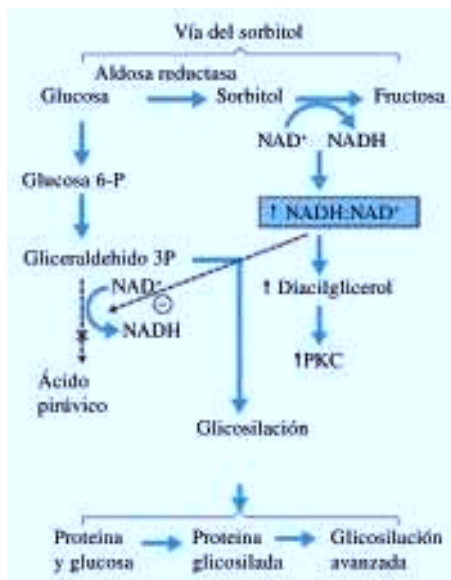 Vía del sorbitol
Aldosa reductasa
Glucosa Sorbitol Fructosa
NAD⁺ NADH
Glucosa 6-P
↑ NADH:NAD⁺
Gliceraldehido 3P
NAD⁺
↑ Diacilglicerol
NADH
↑PKC
Ácido
pirúvico
Glicosilación
Proteína Proteína Glicosilación
y glucosa glicosilada avanzada